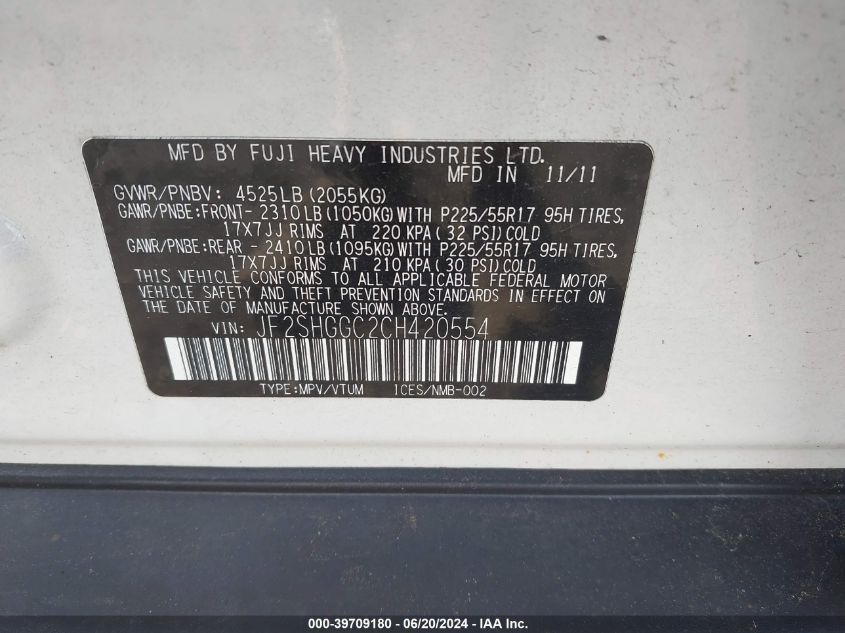 MFD BY FUJI HEAVY INDUSTRIES LTD.
MFD IN 11/11
GVWR/PNBV: 4525LB(2055KG)
GAWR/PNBE:FRONT- 2310LB(1050KG)WITH P225/55R17 95H TIRES,
17X7JJ RIMS AT 220 KPA(32 PSI)COLD
GAWR/PNBE:REAR - 2410LB(1095KG)WITH P225/55R17 95H TIRES,
17X7JJ RIMS AT 210 KPA(30 PSI)COLD
THIS VEHICLE CONFORMS TO ALL APPLICABLE FEDERAL MOTOR
VEHICLE SAFETY AND THEFT PREVENTION STANDARDS IN EFFECT ON
THE DATE OF MANUFACTURE SHOWN ABOVE.
VIN: JF2SHGGC2CH420554
TYPE:MPV/VTUM ICES/NMB-002
000-39709180 - 06/20/2024 - IAA Inc.